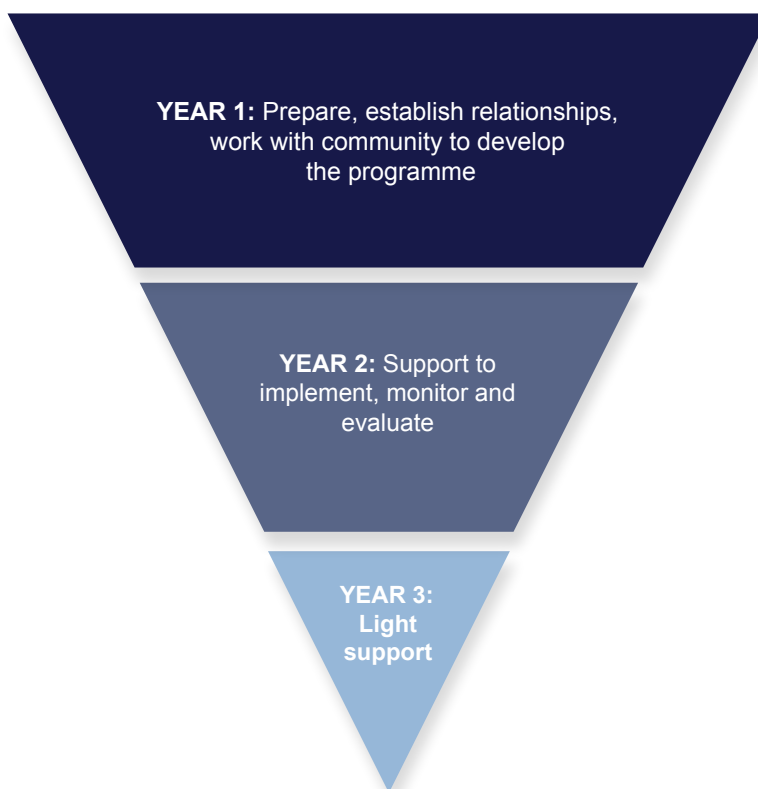 YEAR 1: Prepare, establish relationships,
work with community to develop
the programme
YEAR 2: Support to
implement, monitor and
evaluate
YEAR 3:
Light
support